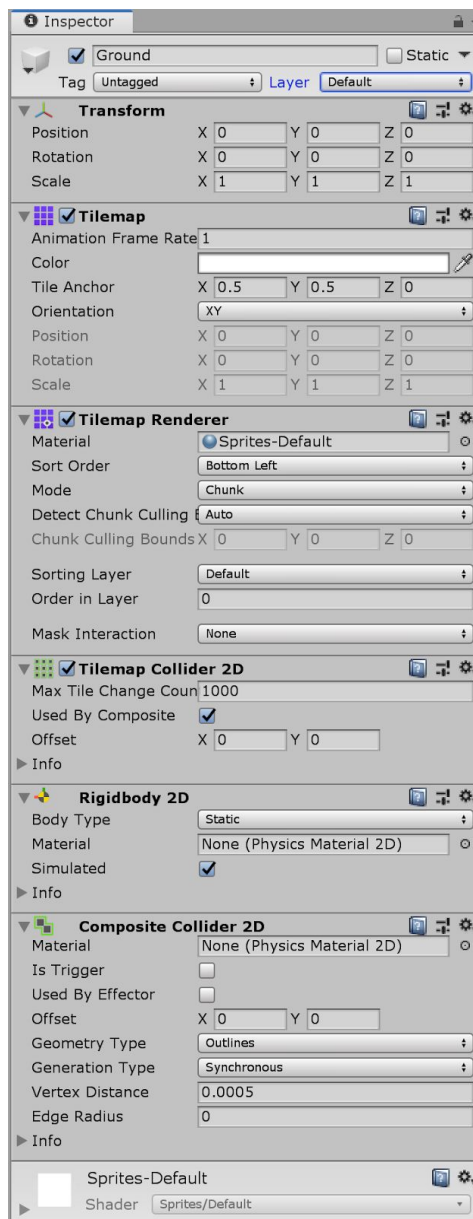 Inspector
Ground Static
Tag Untagged Layer Default
Transform
Position X 0 Y 0 Z 0
Rotation X 0 Y 0 Z 0
Scale X 1 Y 1 Z 1
Tilemap
Animation Frame Rate 1
Color
Tile Anchor X 0.5 Y 0.5 Z 0
Orientation XY
Position X 0 Y 0 Z 0
Rotation X 0 Y 0 Z 0
Scale X 1 Y 1 Z 1
Tilemap Renderer
Material Sprites-Default
Sort Order Bottom Left
Mode Chunk
Detect Chunk Culling Auto
Chunk Culling Bounds X 0 Y 0 Z 0
Sorting Layer Default
Order in Layer 0
Mask Interaction None
Tilemap Collider 2D
Max Tile Change Coun 1000
Used By Composite
Offset X 0 Y 0
Info
Rigidbody 2D
Body Type Static
Material None (Physics Material 2D)
Simulated
Info
Composite Collider 2D
Material None (Physics Material 2D)
Is Trigger
Used By Effector
Offset X 0 Y 0
Geometry Type Outlines
Generation Type Synchronous
Vertex Distance 0.0005
Edge Radius 0
Info
Sprites-Default
Shader Sprites/Default